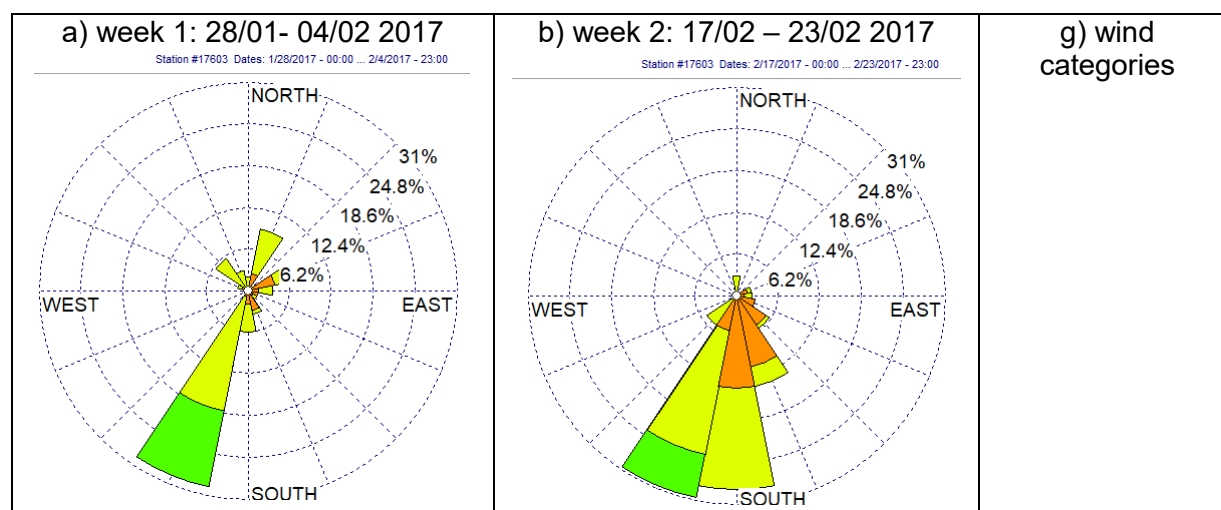 a) week 1: 28/01- 04/02 2017
Station #17603 Dates: 1/28/2017 - 00:00 ... 2/4/2017 - 23:00
NORTH
31%
24.8%
18.6%
12.4%
6.2%
WEST
EAST
SOUTH
b) week 2: 17/02 – 23/02 2017
Station #17603 Dates: 2/17/2017 - 00:00 ... 2/23/2017 - 23:00
NORTH
31%
24.8%
18.6%
12.4%
6.2%
WEST
EAST
SOUTH
g) wind
categories